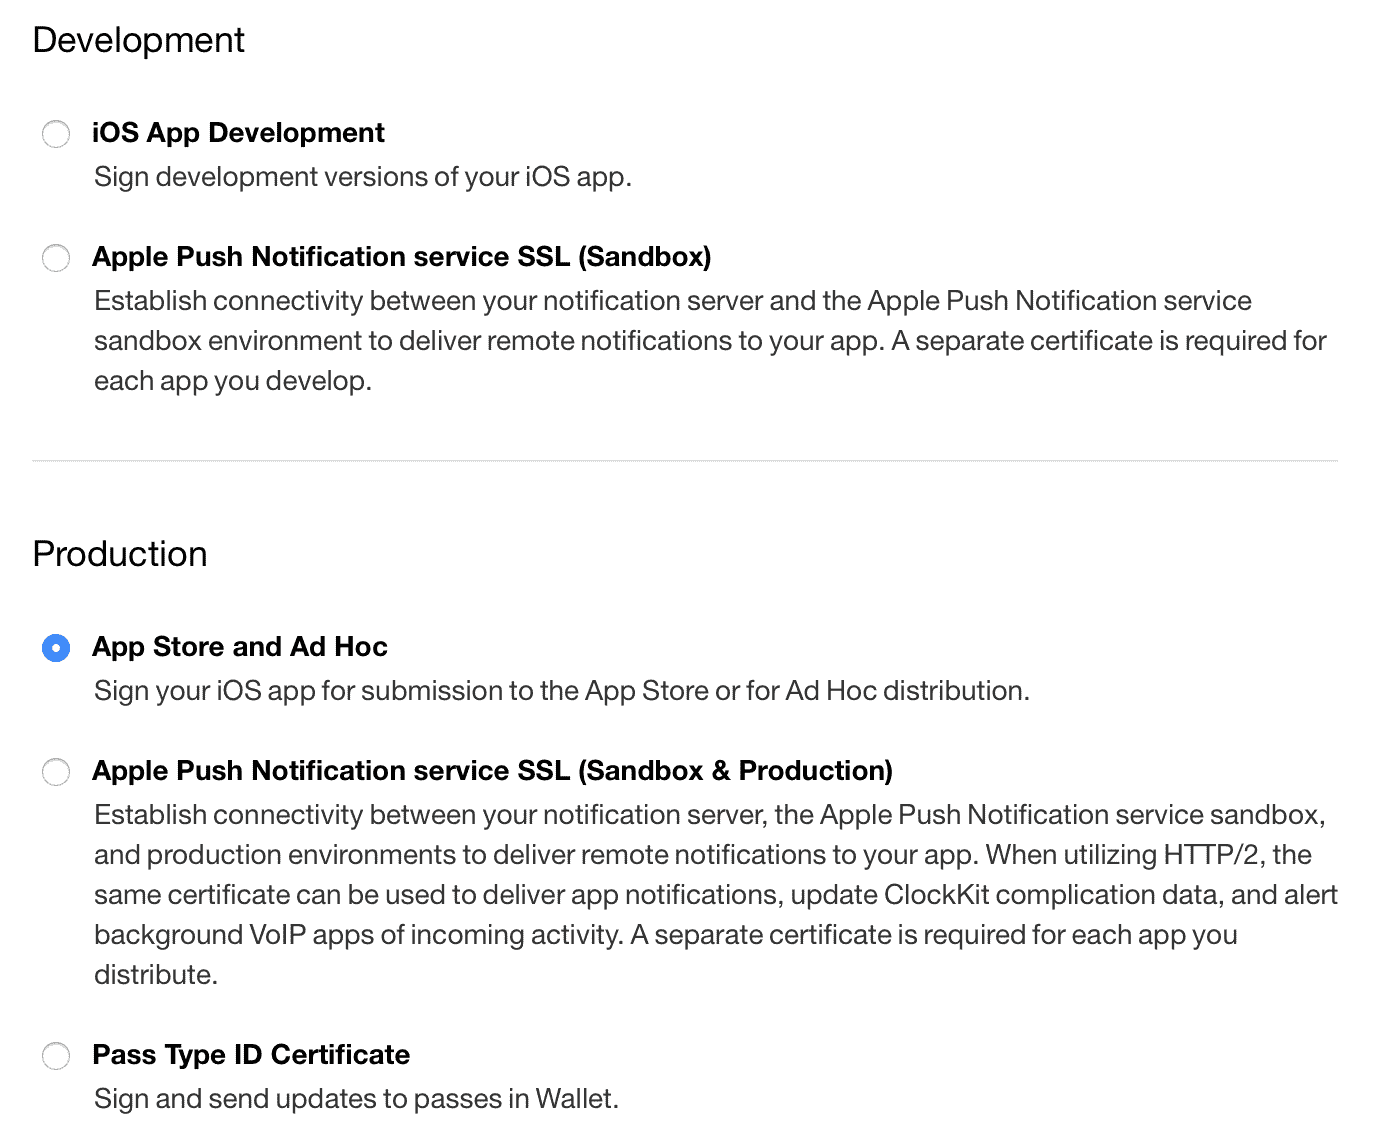 Development
iOS App Development
Sign development versions of your iOS app.
Apple Push Notification service SSL (Sandbox)
Establish connectivity between your notification server and the Apple Push Notification service
sandbox environment to deliver remote notifications to your app. A separate certificate is required for
each app you develop.
Production
App Store and Ad Hoc
Sign your iOS app for submission to the App Store or for Ad Hoc distribution.
Apple Push Notification service SSL (Sandbox & Production)
Establish connectivity between your notification server, the Apple Push Notification service sandbox,
and production environments to deliver remote notifications to your app. When utilizing HTTP/2, the
same certificate can be used to deliver app notifications, update ClockKit complication data, and alert
background VoIP apps of incoming activity. A separate certificate is required for each app you
distribute.
Pass Type ID Certificate
Sign and send updates to passes in Wallet.